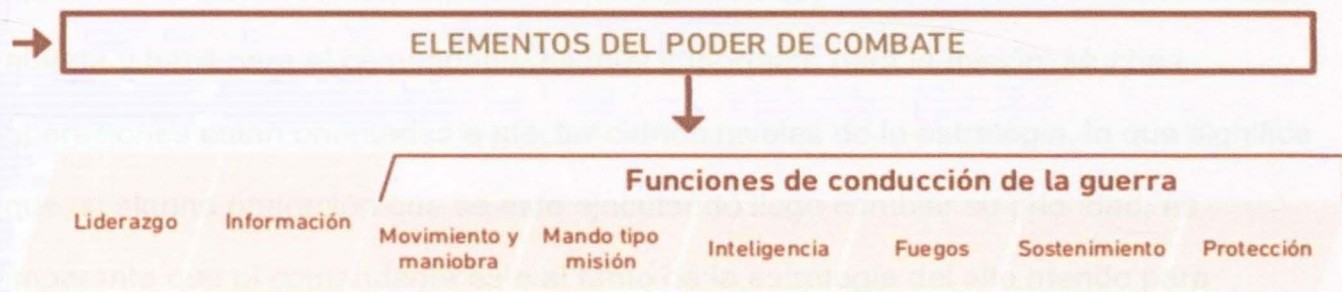 ELEMENTOS DEL PODER DE COMBATE
Funciones de conducción de la guerra
Liderazgo
Información
Movimiento y
maniobra
Mando tipo
misión
Inteligencia
Fuegos
Sostenimiento
Protección